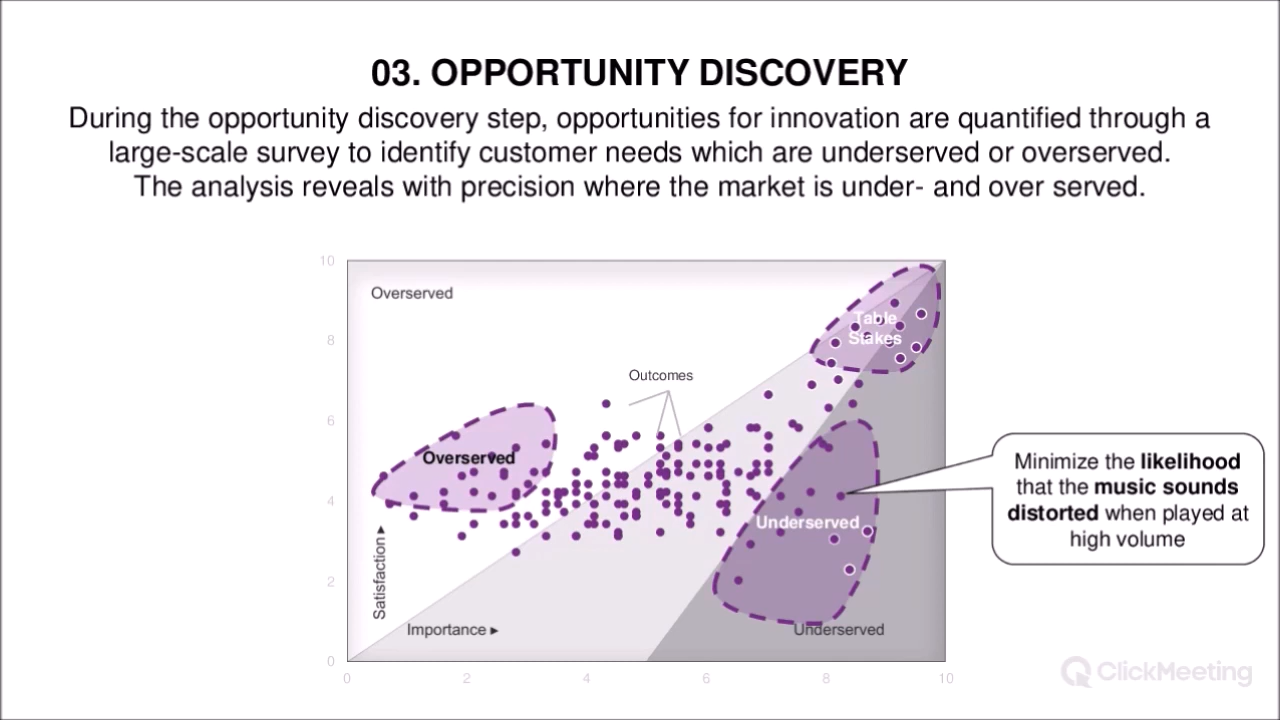 03. OPPORTUNITY DISCOVERY
During the opportunity discovery step, opportunities for innovation are quantified through a
large-scale survey to identify customer needs which are underserved or overserved.
The analysis reveals with precision where the market is under- and over served.
10
Overserved
Table
Stakes
8
Outcomes
6
Overserved
Minimize the likelihood
that the music sounds
distorted when played at
high volume
4
Underserved
Satisfaction ▸
2
Importance ▸
Underserved
0
0 2 4 6 8 10
ClickMeeting